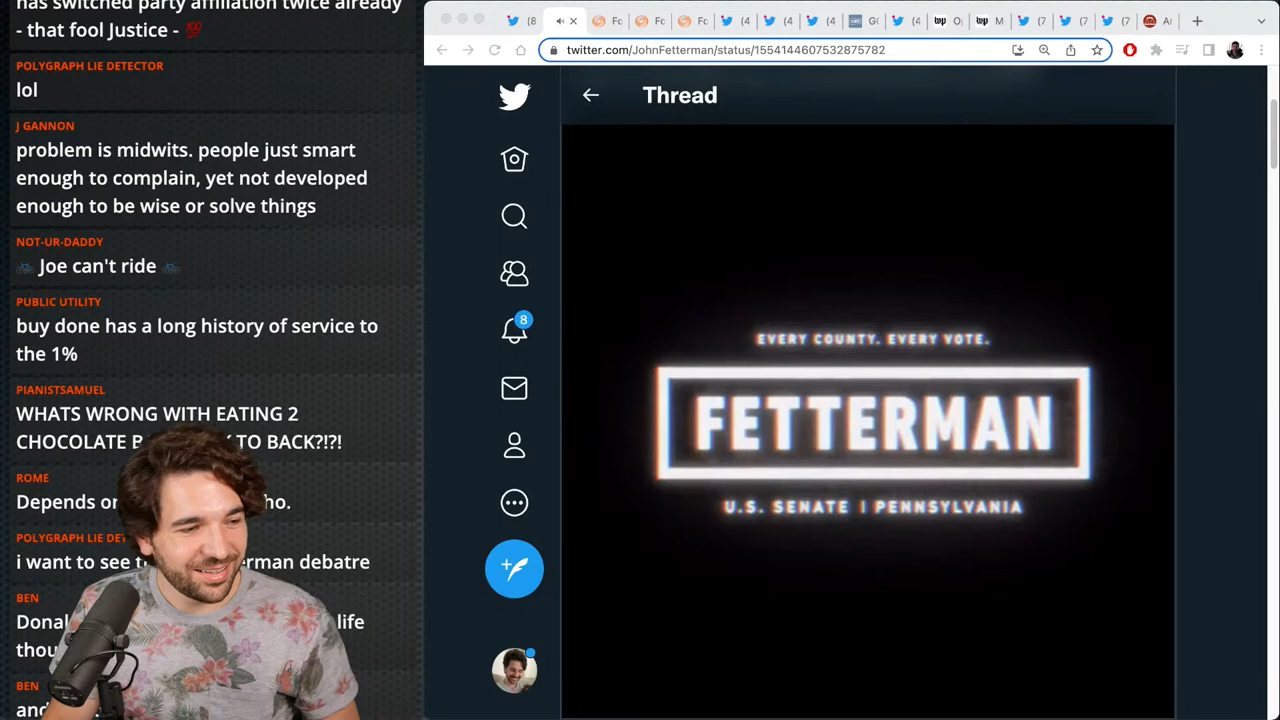 has switched party affiliation twice already
- that fool Justice - 💯
POLYGRAPH LIE DETECTOR
lol
J GANNON
problem is midwits. people just smart
enough to complain, yet not developed
enough to be wise or solve things
NOT-UR-DADDY
🚲 Joe can't ride 🚲
PUBLIC UTILITY
buy done has a long history of service to
the 1%
PIANISTSAMUEL
WHATS WRONG WITH EATING 2
CHOCOLATE TO BACK?!?!
ROME
Depends
POLYGRAPH LIE
i want to see debatre
BEN
life
BEN
twitter.com/JohnFetterman/status/1554144607532875782
Thread
8
EVERY COUNTY. EVERY VOTE.
FETTERMAN
U.S. SENATE | PENNSYLVANIA